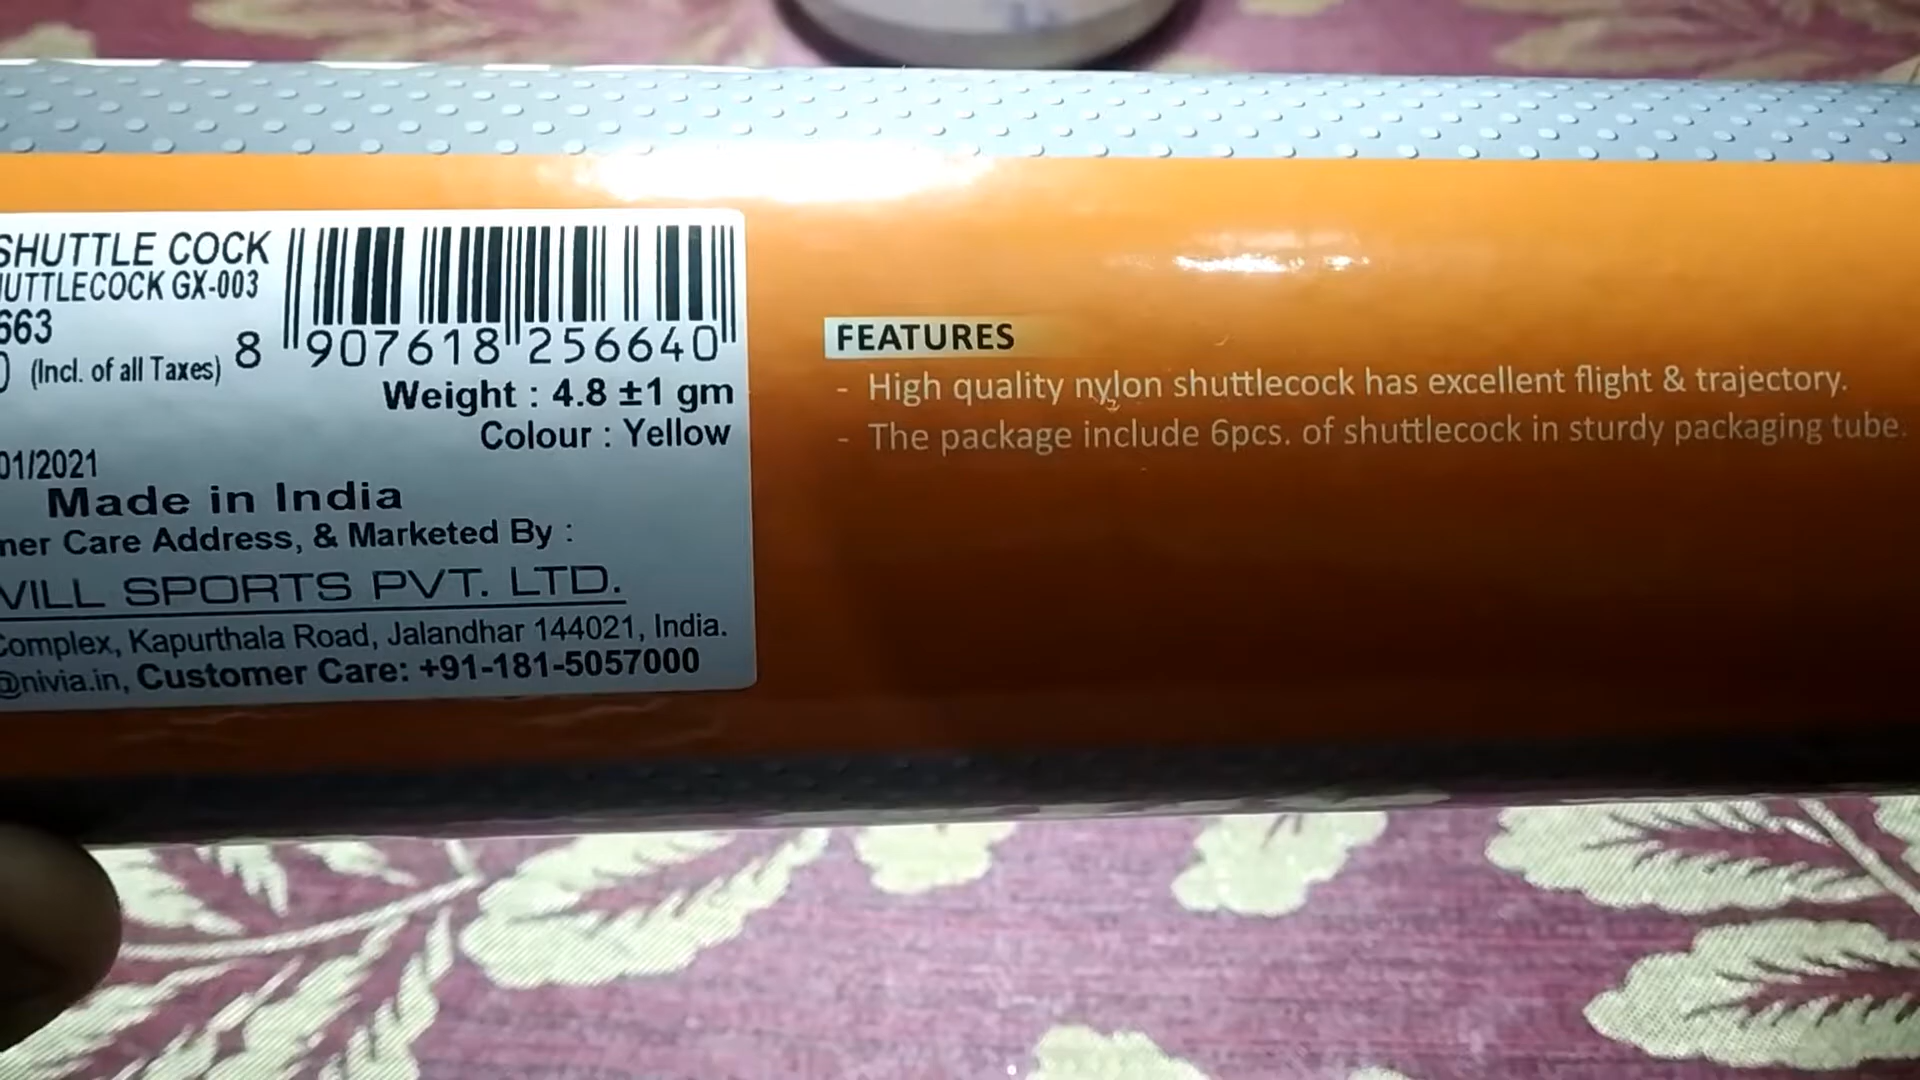 SHUTTLE COCK
UTTLECOCK GX-003
663
(Incl. of all Taxes)
8 907618 256640
Weight : 4.8 ±1 gm
Colour : Yellow
01/2021
Made in India
mer Care Address, & Marketed By :
VILL SPORTS PVT. LTD.
Complex, Kapurthala Road, Jalandhar 144021, India.
@nivia.in, Customer Care: +91-181-5057000
FEATURES
- High quality nylon shuttlecock has excellent flight & trajectory.
- The package include 6pcs. of shuttlecock in sturdy packaging tube.